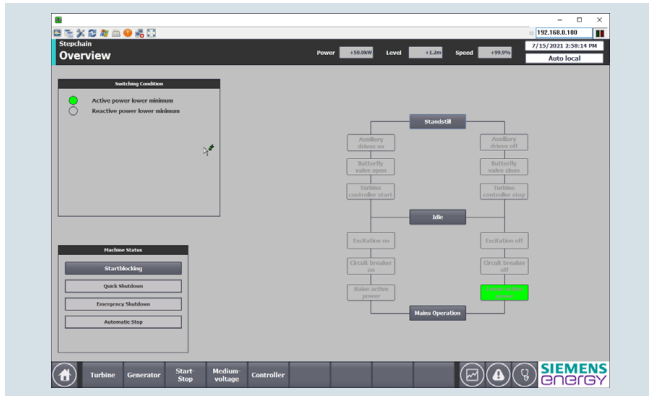 192.168.0.180
Stepchain
Overview
Power +50.0kW Level +1.2m Speed +99.9%
7/15/2021 2:50:14 PM
Auto local
Switching Condition
Active power lower minimum
Reactive power lower minimum
Standstill
Auxiliary
drives on
Auxiliary
drives off
Butterfly
valve open
Butterfly
valve close
Turbine
controller start
Turbine
controller stop
Idle
Excitation on
Excitation off
Circuit breaker
on
Circuit breaker
off
Raise active
power
Mains Operation
Machine Status
Startblocking
Quick Shutdown
Emergency Shutdown
Automatic Stop
Turbine
Generator
Start-
Stop
Medium-
voltage
Controller
SIEMENS
energy